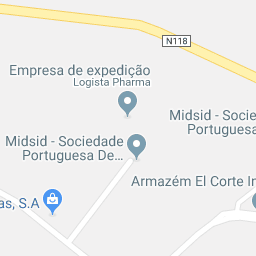 N118
Empresa de expedição
Logista Pharma
Midsid - Socie
Portuguesa
Midsid - Sociedade
Portuguesa De...
Armazém El Corte In
as, S.A